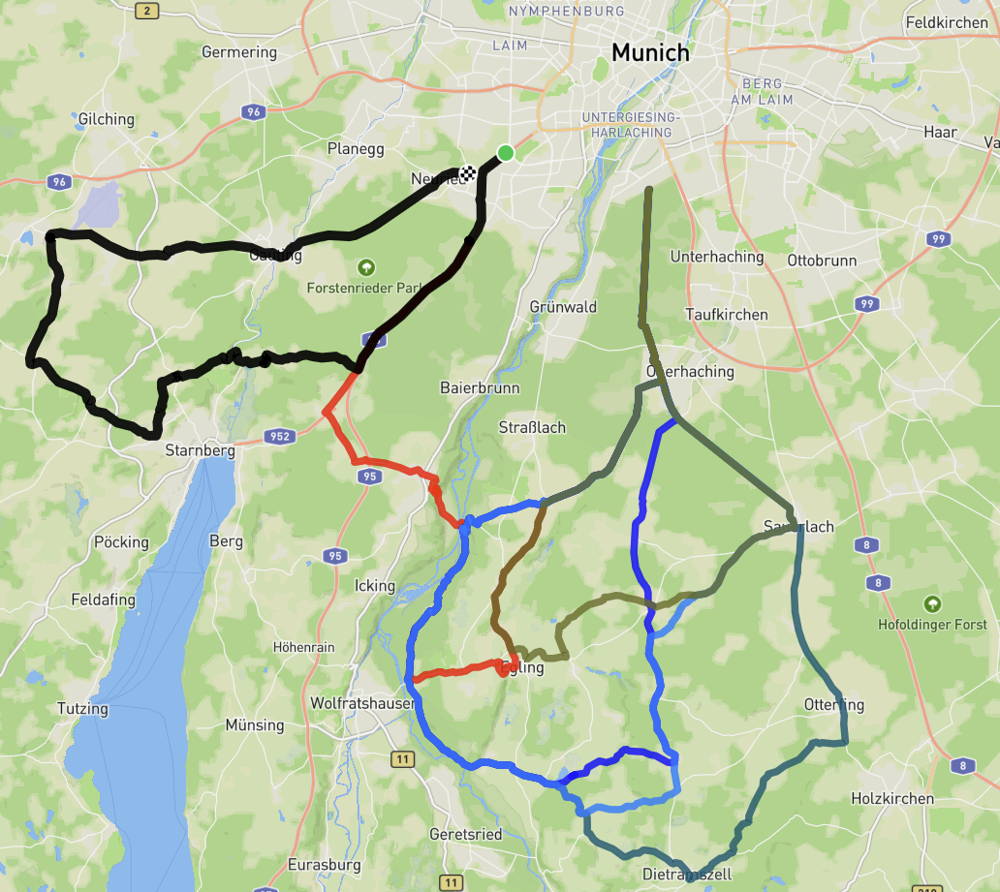 2
NYMPHENBURG
Feldkirchen
LAIM
Germering
Munich
BERG
AM LAIM
96
Gilching
UNTERGIESING-
HARLACHING
Haar
Planegg
96
99
Unterhaching
Ottobrunn
Forstenrieder Park
Grünwald
Taufkirchen
99
Oberhaching
Baierbrunn
Straßlach
952
Starnberg
95
Pöcking
Berg
95
8
8
Icking
Feldafing
Hofoldinger Forst
Höhenrain
Egling
Tutzing
Wolfratshausen
Otterfing
Münsing
11
8
Holzkirchen
Geretsried
Eurasburg
Dietramszell
11